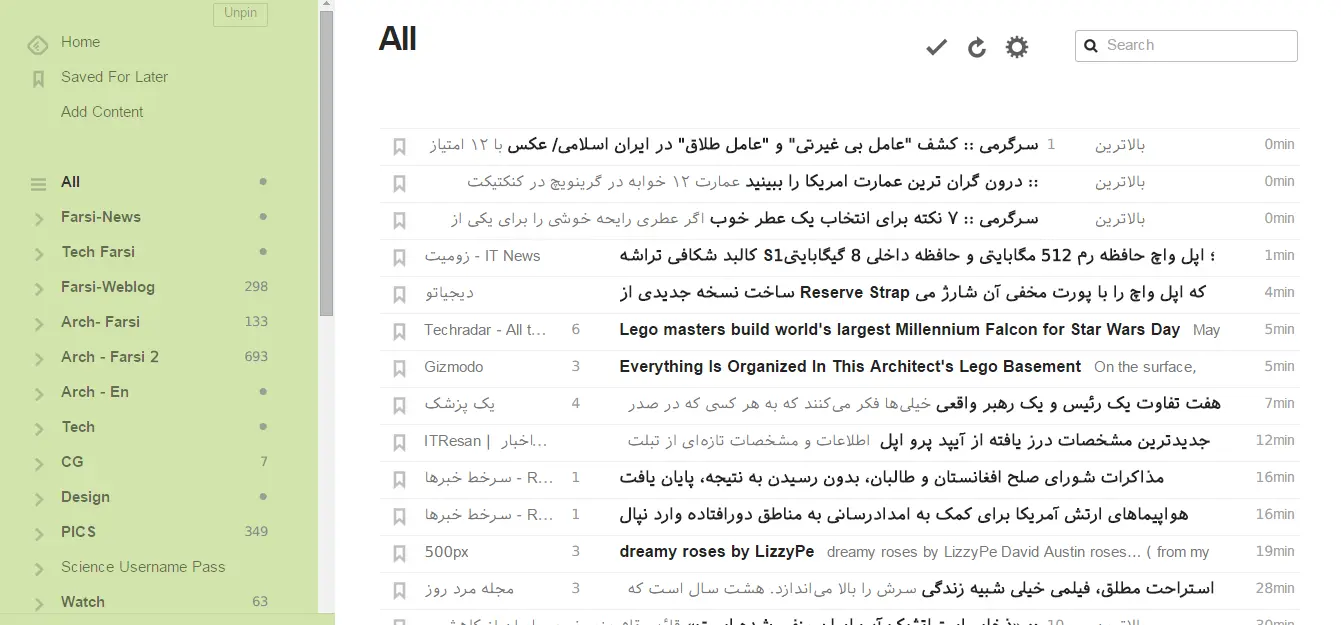 Unpin
Home
Saved For Later
Add Content
All
Farsi-News
Tech Farsi
Farsi-Weblog 298
Arch- Farsi 133
Arch - Farsi 2 693
Arch - En
Tech
CG 7
Design
PICS 349
Science Username Pass
Watch 63
All
Search
سرگرمی :: کشف "عامل بی غیرتی" و "عامل طلاق" در ایران اسلامی/ عکس با ۱۲ امتیاز 1 بالاترین 0min
:: درون گران ترین عمارت امریکا را ببینید عمارت ۱۲ خوابه در گرینویچ در کنکتیکت بالاترین 0min
سرگرمی :: ۷ نکته برای انتخاب یک عطر خوب اگر عطری رایحه خوشی را برای یکی از بالاترین 0min
زومیت - IT News ؛ اپل واچ حافظه رم 512 مگابایتی و حافظه داخلی 8 گیگابایتیS1 کالبد شکافی تراشه 1min
دیجیاتو که اپل واچ را با پورت مخفی آن شارژ می Reserve Strap ساخت نسخه جدیدی از 4min
Techradar - All t... 6 Lego masters build world's largest Millennium Falcon for Star Wars Day May 5min
Gizmodo 3 Everything Is Organized In This Architect's Lego Basement On the surface, 5min
یک پزشک 4 هفت تفاوت یک رئیس و یک رهبر واقعی خیلی‌ها فکر می‌کنند که به هر کسی که در صدر 7min
ITResan | اخبار... جدیدترین مشخصات درز یافته از آیپد پرو اپل اطلاعات و مشخصات تازه‌ای از تبلت 12min
سرخط خبرها - R... 1 مذاکرات شورای صلح افغانستان و طالبان، بدون رسیدن به نتیجه، پایان یافت 16min
سرخط خبرها - R... 1 هواپیماهای ارتش آمریکا برای کمک به امدادرسانی به مناطق دورافتاده وارد نپال 16min
500px 3 dreamy roses by LizzyPe dreamy roses by LizzyPe David Austin roses... ( from my 19min
مجله مرد روز 3 استراحت مطلق، فیلمی خیلی شبیه زندگی سرش را بالا می‌اندازد. هشت سال است که 28min